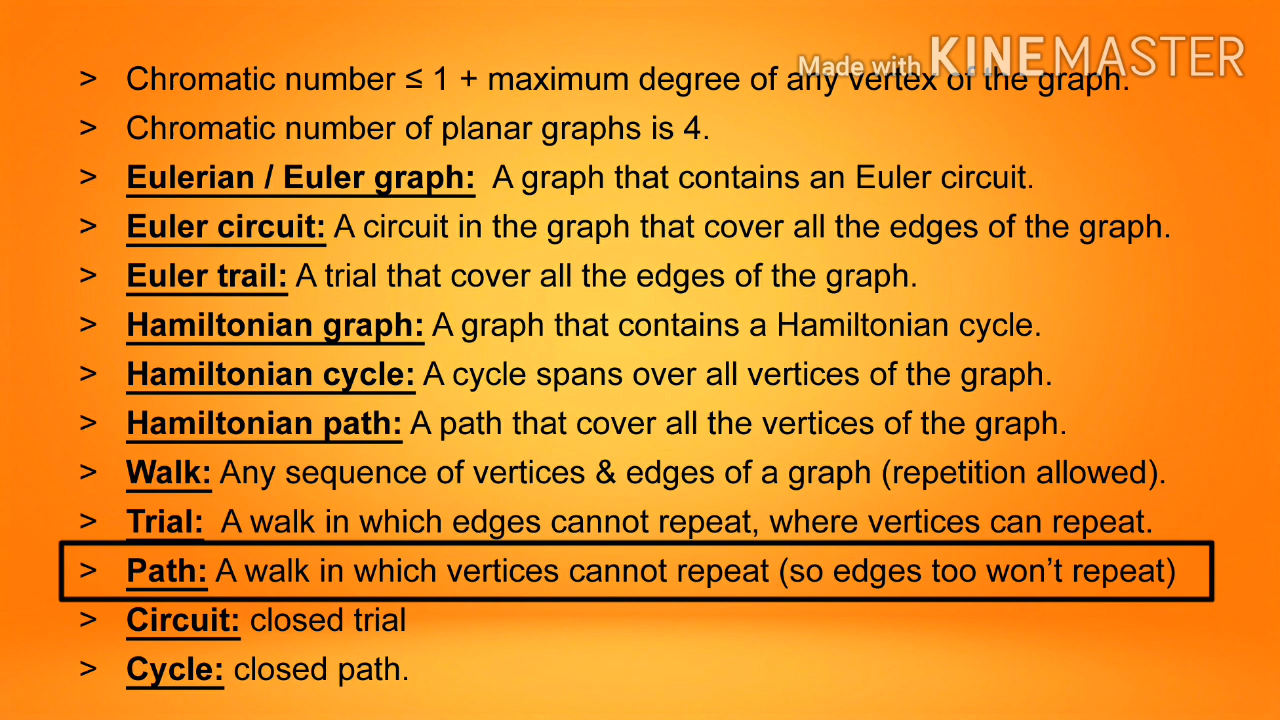 Made with KINEMASTER
> Chromatic number ≤ 1 + maximum degree of any vertex of the graph.
> Chromatic number of planar graphs is 4.
> Eulerian / Euler graph: A graph that contains an Euler circuit.
> Euler circuit: A circuit in the graph that cover all the edges of the graph.
> Euler trail: A trial that cover all the edges of the graph.
> Hamiltonian graph: A graph that contains a Hamiltonian cycle.
> Hamiltonian cycle: A cycle spans over all vertices of the graph.
> Hamiltonian path: A path that cover all the vertices of the graph.
> Walk: Any sequence of vertices & edges of a graph (repetition allowed).
> Trial: A walk in which edges cannot repeat, where vertices can repeat.
> Path: A walk in which vertices cannot repeat (so edges too won't repeat)
> Circuit: closed trial
> Cycle: closed path.